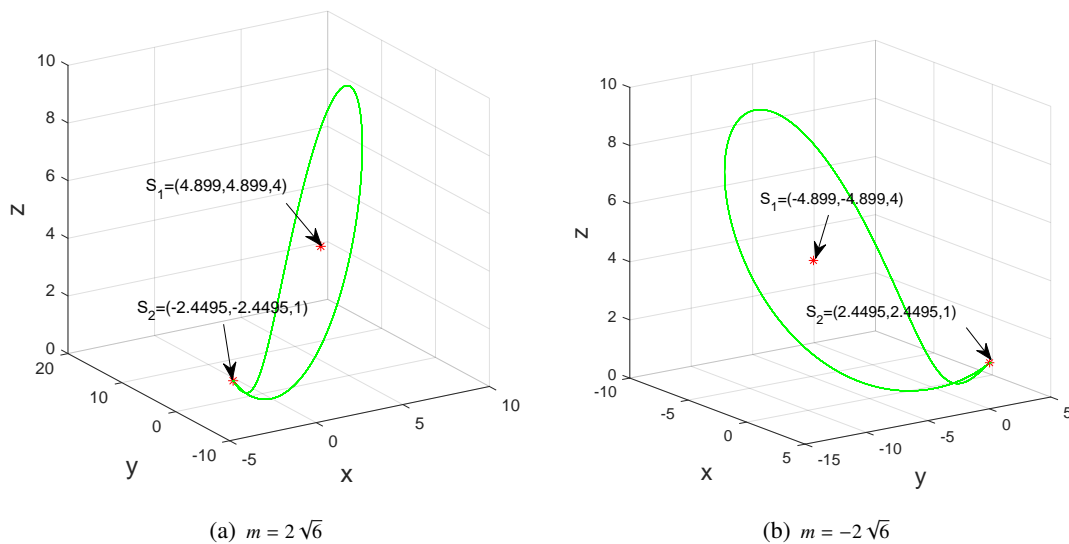 10
8
6
4
2
0
z
20
10
0
-10
y
-5
0
5
10
x
S1=(4.899,4.899,4)
S2=(-2.4495,-2.4495,1)
(a) m = 2√6
10
8
6
4
2
0
z
-10
-5
0
5
x
-15
-10
-5
0
5
y
S1=(-4.899,-4.899,4)
S2=(2.4495,2.4495,1)
(b) m = −2√6